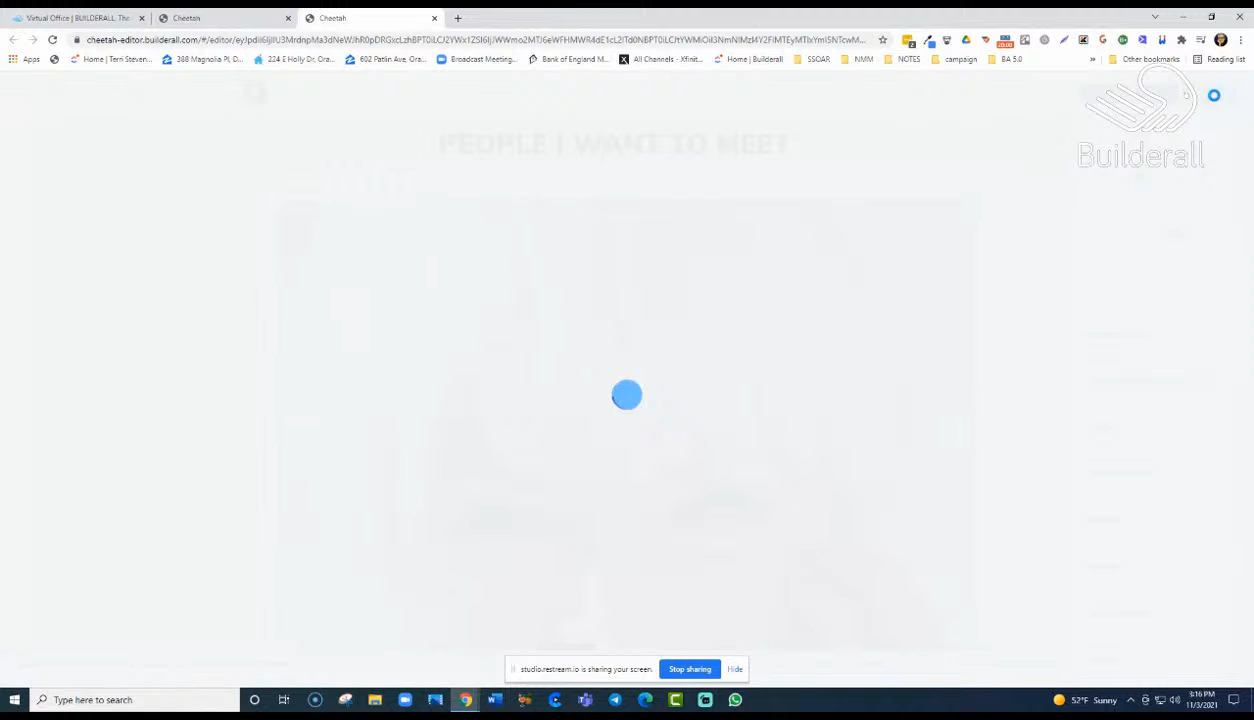 Virtual Office | BUILDERALL, The
Cheetah
Cheetah
Apps
Home | Terri Steven...
388 Magnolia Pl, D...
224 E Holly Dr, Ora...
602 Patlin Ave, Ora...
Broadcast Meeting...
Bank of England M...
All Channels - Xfinit...
Home | Builderall
SSOAR
NMM
NOTES
campaign
BA 5.0
Other bookmarks
Reading list
PEOPLE I WANT TO MEET
Builderall
studio.restream.io is sharing your screen.
Stop sharing
Hide
Type here to search
52°F Sunny
3:16 PM
11/3/2021